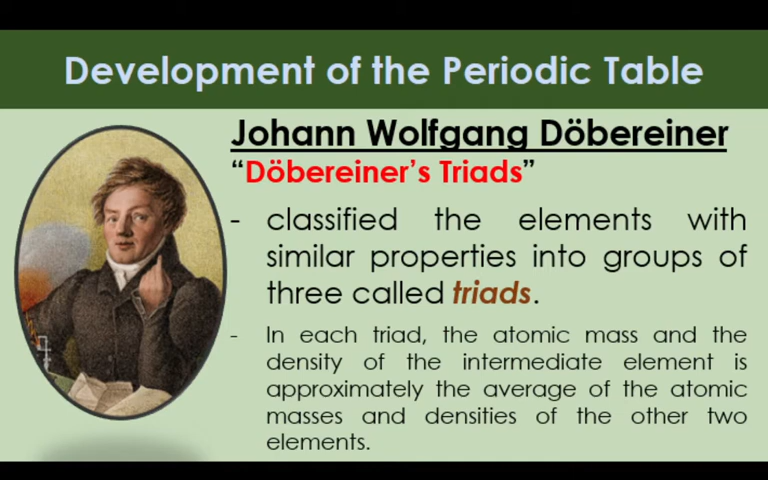 Development of the Periodic Table
Johann Wolfgang Döbereiner
“Döbereiner’s Triads”
- classified the elements with
similar properties into groups of
three called triads.
- In each triad, the atomic mass and the
density of the intermediate element is
approximately the average of the atomic
masses and densities of the other two
elements.